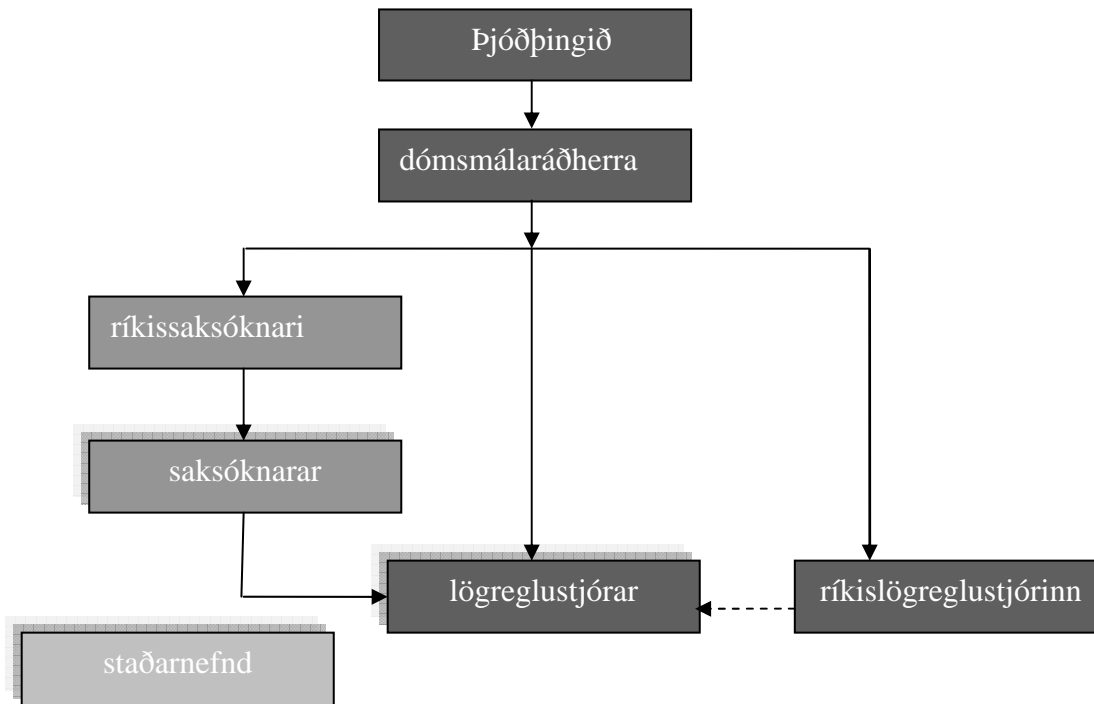 Þjóðþingið
dómsmálaráðherra
ríkissaksóknari
saksóknarar
lögreglustjórar
ríkislögreglustjórinn
staðarnefnd